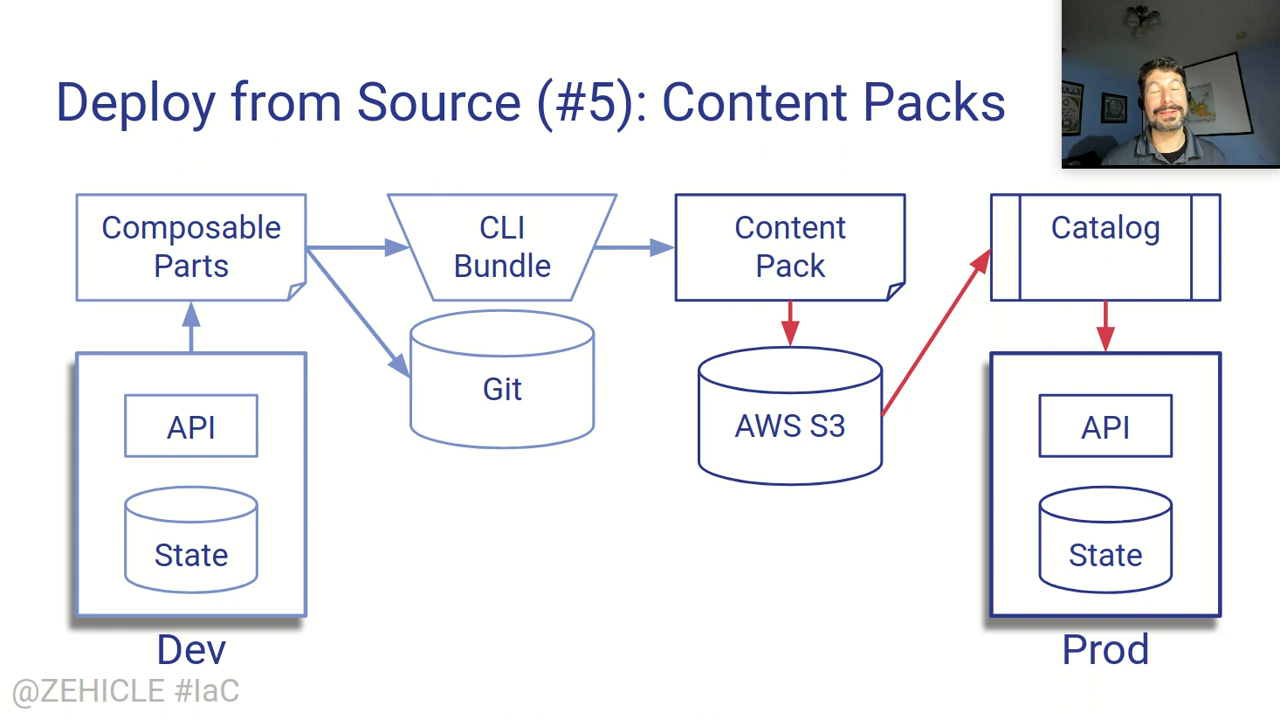 Deploy from Source (#5): Content Packs
Composable
Parts
CLI
Bundle
Content
Pack
Catalog
Git
AWS S3
API
State
Dev
API
State
Prod
@ZEHICLE #IaC